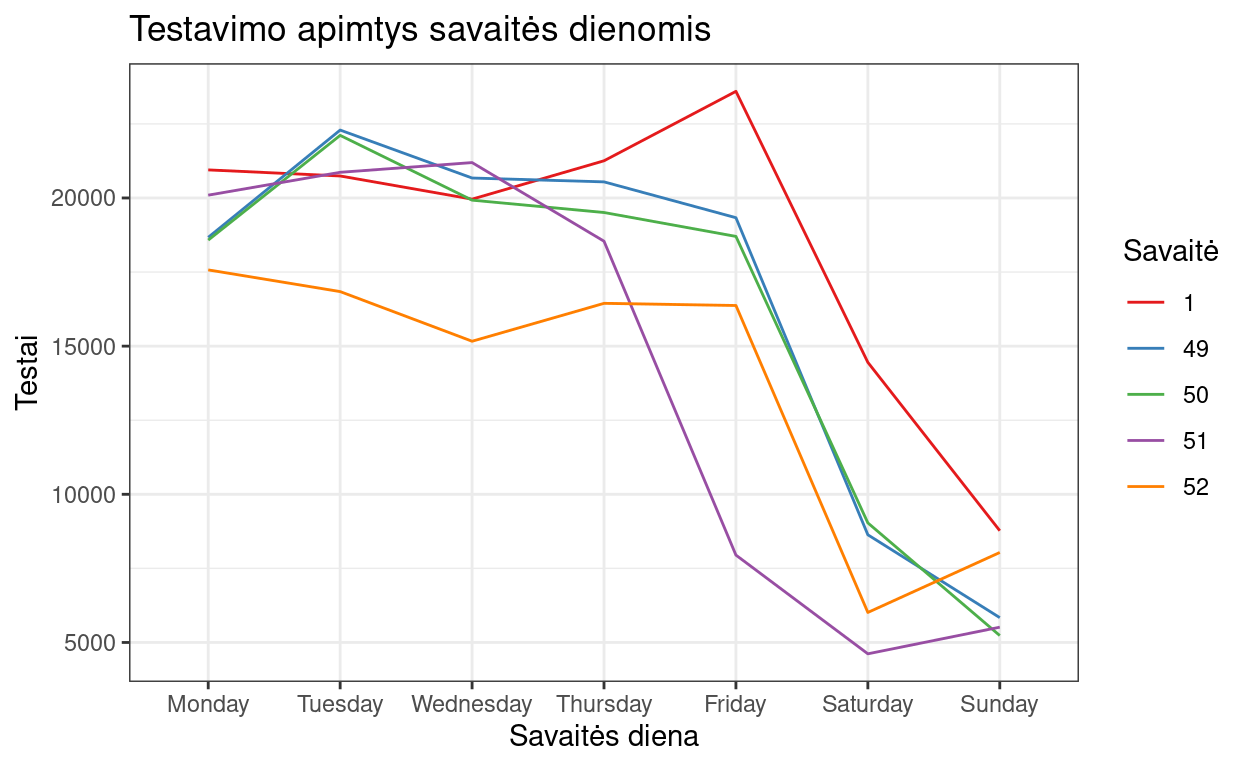 Testavimo apimtys savaitės dienomis
Testai
20000
15000
10000
5000
Monday Tuesday Wednesday Thursday Friday Saturday Sunday
Savaitės diena
Savaitė
1
49
50
51
52